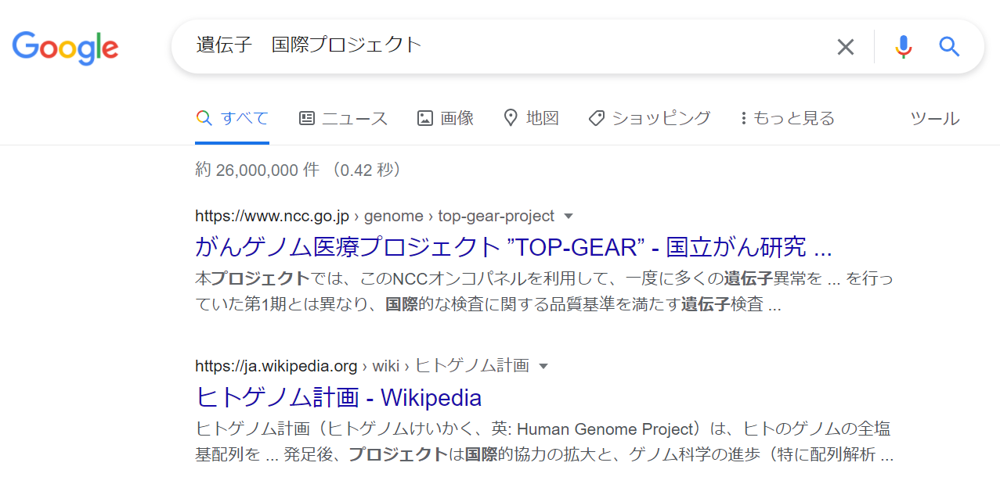 Google
遺伝子　国際プロジェクト
すべて ニュース 画像 地図 ショッピング もっと見る ツール
約 26,000,000 件 （0.42 秒）
https://www.ncc.go.jp › genome › top-gear-project
がんゲノム医療プロジェクト ”TOP-GEAR” - 国立がん研究 ...
本プロジェクトでは、このNCCオンコパネルを利用して、一度に多くの遺伝子異常を ... を行っ
ていた第1期とは異なり、国際的な検査に関する品質基準を満たす遺伝子検査 ...
https://ja.wikipedia.org › wiki › ヒトゲノム計画
ヒトゲノム計画 - Wikipedia
ヒトゲノム計画（ヒトゲノムけいかく、英: Human Genome Project）は、ヒトのゲノムの全塩
基配列を ... 発足後、プロジェクトは国際的協力の拡大と、ゲノム科学の進歩（特に配列解析 ...